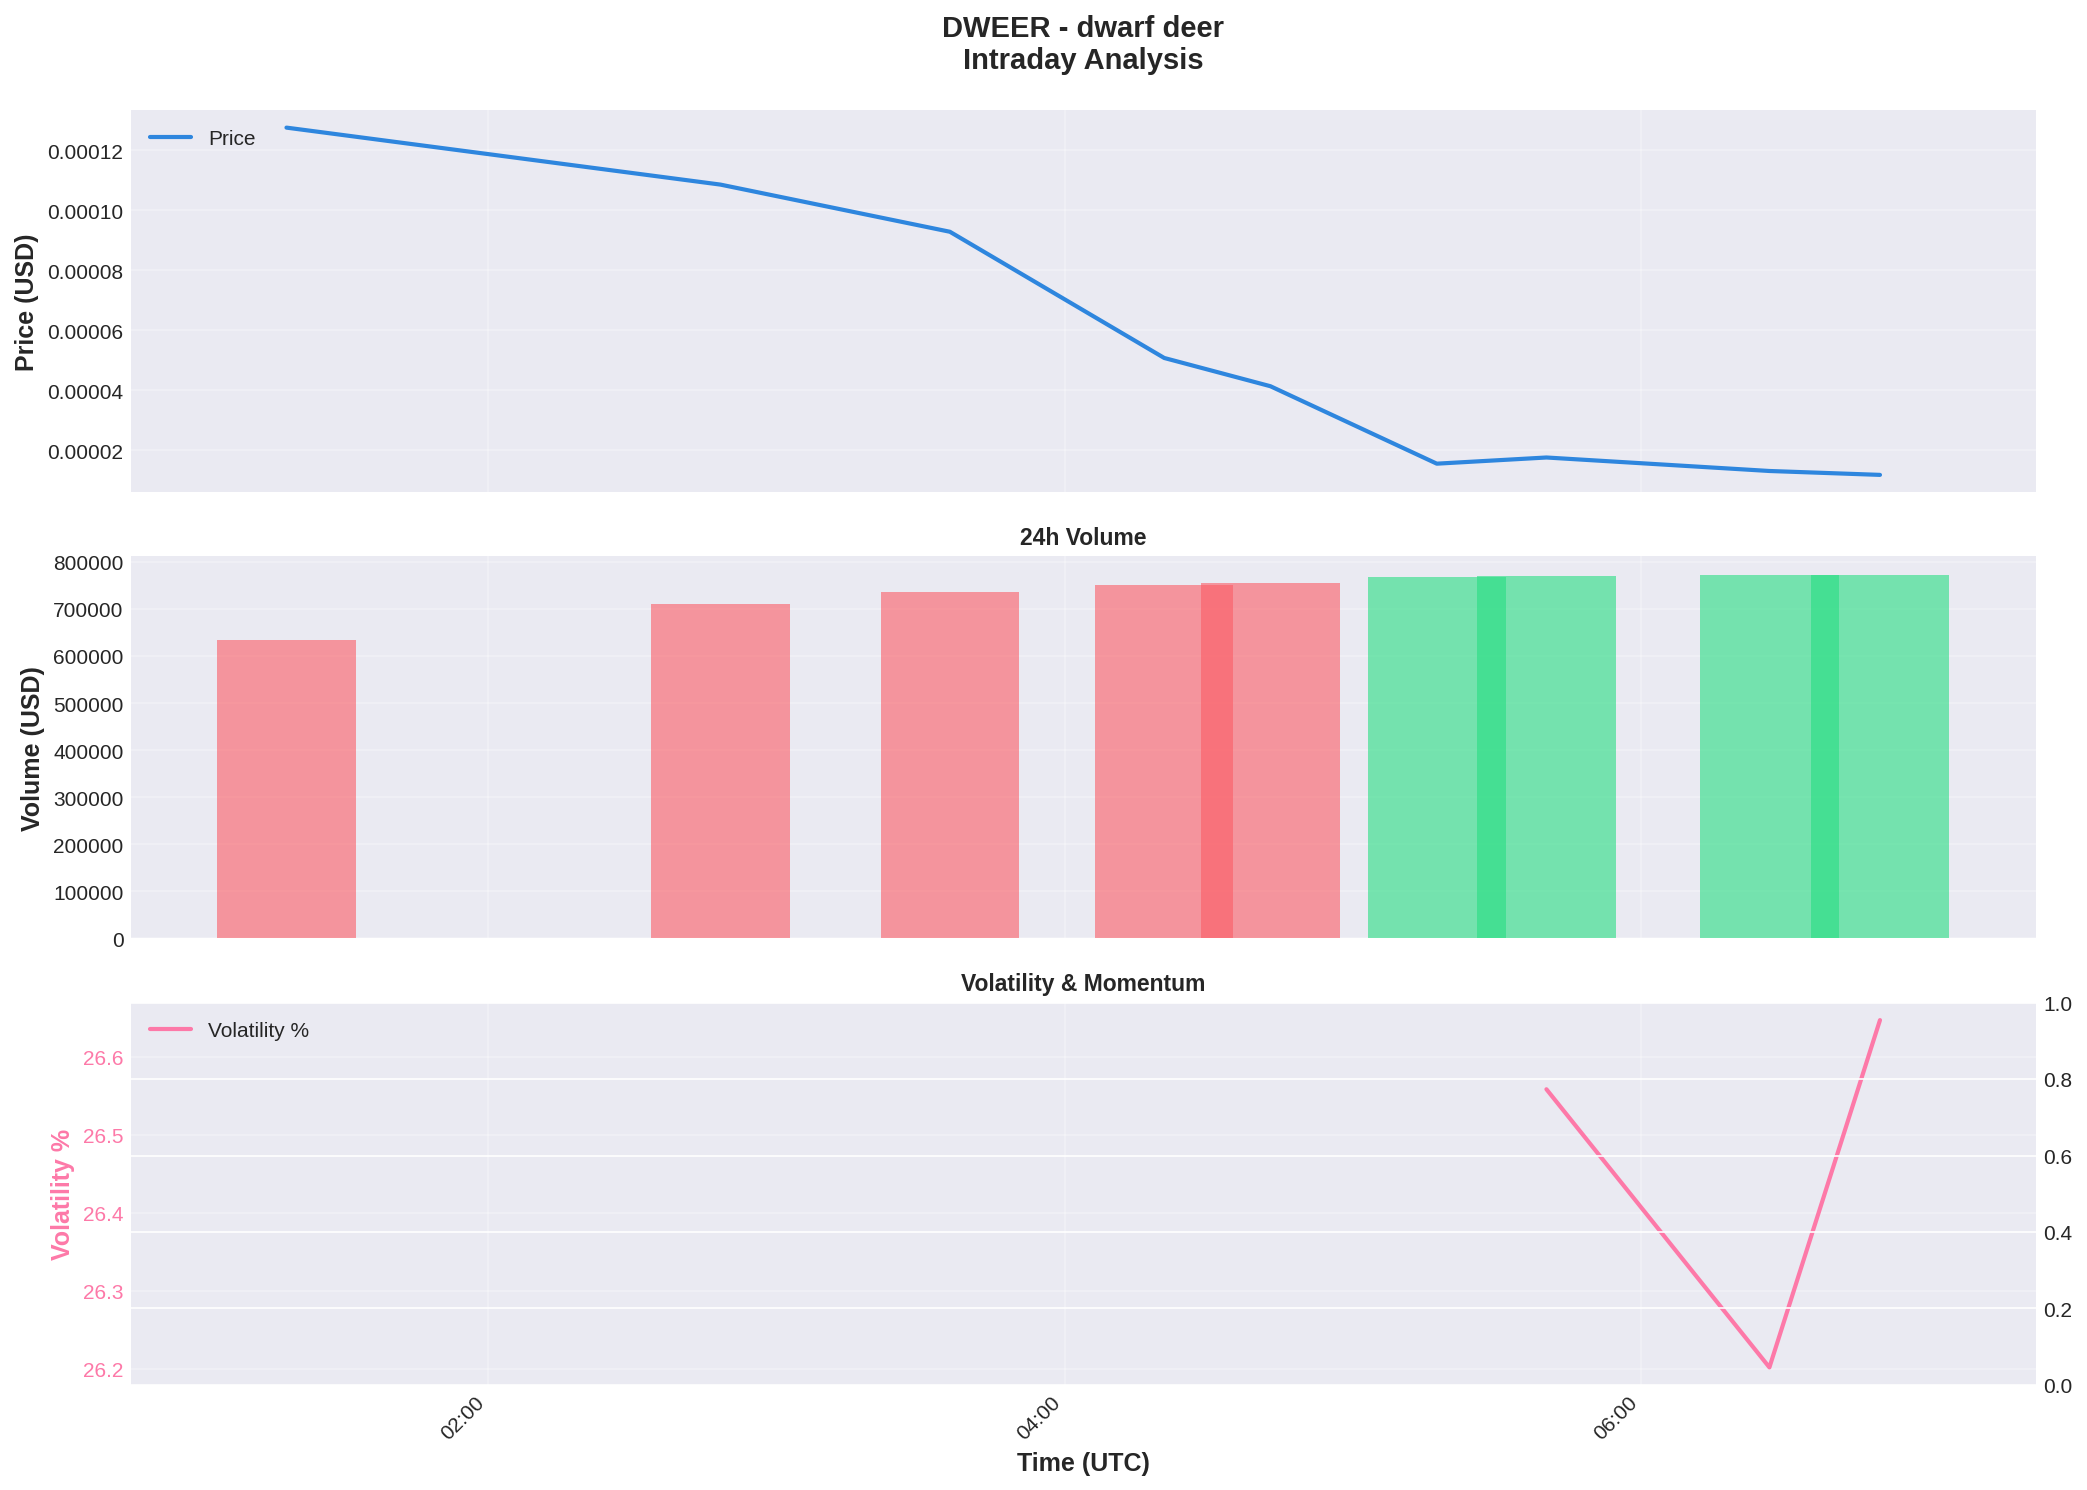 DWEER - dwarf deer
Intraday Analysis
Price
0.00012
0.00010
0.00008
0.00006
0.00004
0.00002
Price (USD)
24h Volume
800000
700000
600000
500000
400000
300000
200000
100000
0
Volume (USD)
Volatility & Momentum
Volatility %
26.6
26.5
26.4
26.3
26.2
Volatility %
1.0
0.8
0.6
0.4
0.2
0.0
02:00
04:00
06:00
Time (UTC)